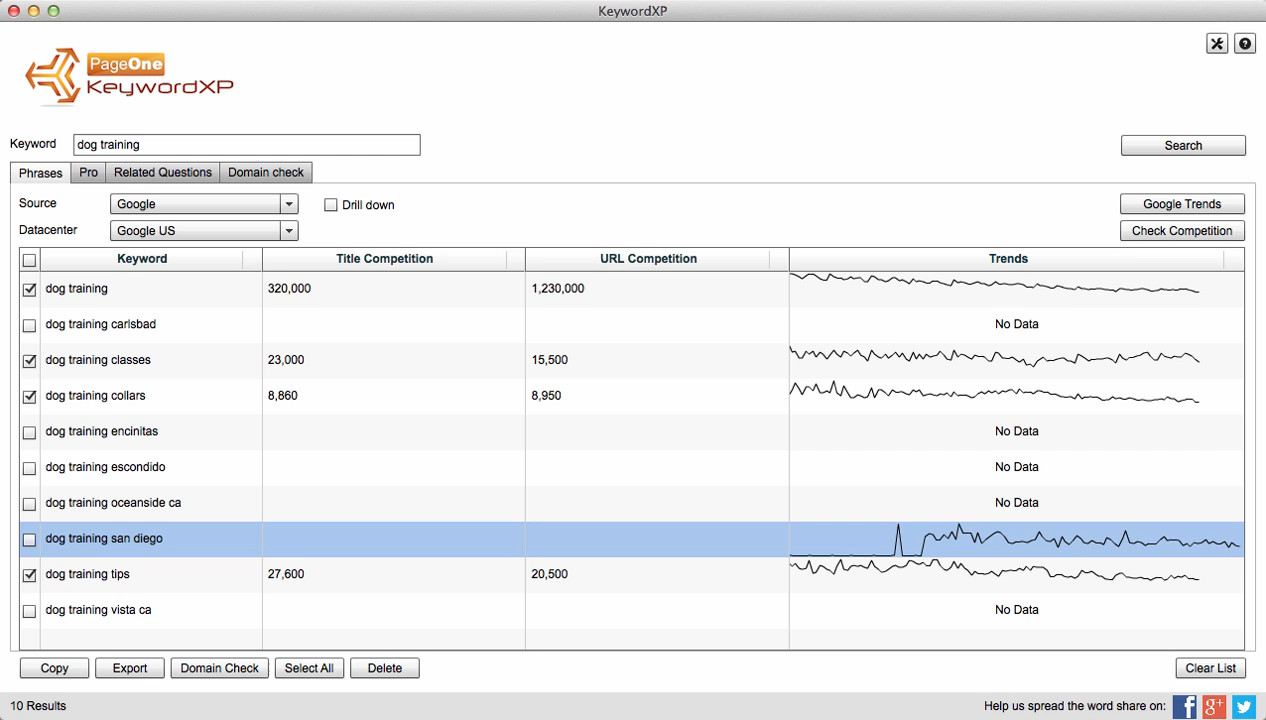 KeywordXP
PageOne
KeywordXP
Keyword dog training Search
Phrases Pro Related Questions Domain check
Source Google Drill down Google Trends
Datacenter Google US Check Competition
Keyword Title Competition URL Competition Trends
dog training 320,000 1,230,000
dog training carlsbad No Data
dog training classes 23,000 15,500
dog training collars 8,860 8,950
dog training encinitas No Data
dog training escondido No Data
dog training oceanside ca No Data
dog training san diego
dog training tips 27,600 20,500
dog training vista ca No Data
Copy Export Domain Check Select All Delete Clear List
10 Results Help us spread the word share on: f g+